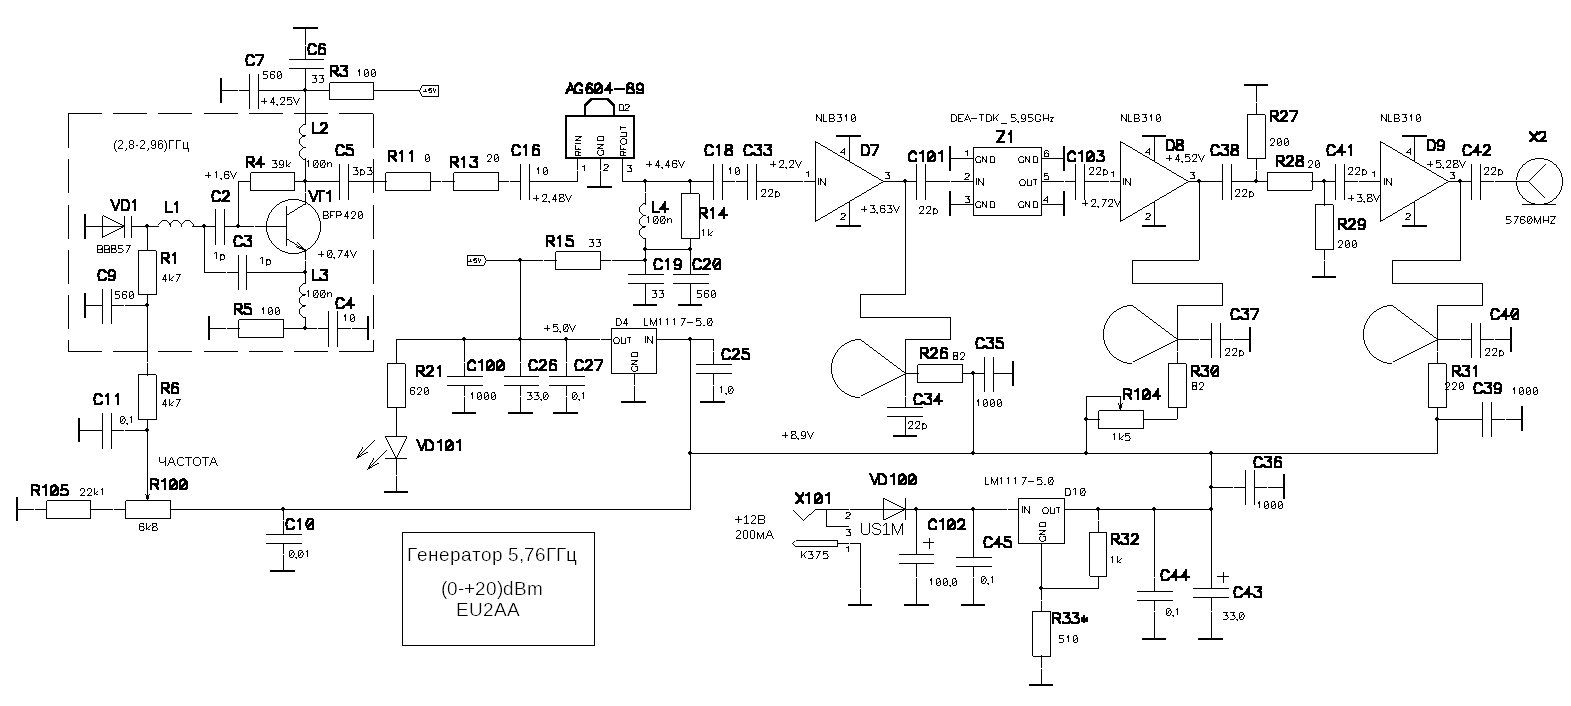 C7
560
+4,25V
C6
33
R3 100
+5V
(2,8-2,96)ГГц
L2
100n
R4 39k
+1,6V
C2
1p
C5
3p3
VT1
BFP420
VD1
BB857
L1
C3
1p
+0,74V
R1
4k7
C9
560
L3
100n
R5 100
C4
10
R6
4k7
C11
0,1
ЧАСТОТА
R100
6k8
R105 22k1
C10
0,01
R11 0
R13 20
C16
10
+2,48V
AG604-89
D2
RFIN
GND
RFOUT
1
2
3
+4,46V
L4
100n
R14
1k
C18
10
C33
22p
+2,2V
+5V
R15 33
C19
33
C20
560
+5,0V
D4 LM1117-5.0
OUT IN
GND
R21
620
C100
1000
C26
33,0
C27
0,1
C25
1,0
VD101
NLB310
D7
4
1 IN
3
2
+3,63V
C101
22p
DEA-TDK_5,95GHz
Z1
1 GND GND 6
2 IN OUT 5
3 GND GND 4
C103
22p
+2,72V
NLB310
D8
+4,52V
4
1 IN
3
2
C38
22p
R27
200
R28 20
R29
200
C41
22p
+3,8V
NLB310
D9
+5,28V
4
1 IN
3
2
C42
22p
X2
5760MHZ
R26 82
C35
1000
C34
22p
C37
22p
R30
82
R104
1k5
C40
22p
R31
220
C39 1000
+8,9V
C36
1000
X101
+12В
200мА
2
3
1
K375
VD100
US1M
C102
+
100,0
C45
0,1
LM1117-5.0
D10
IN OUT
GND
R32
1k
R33*
510
C44
0,1
+
C43
33,0
Генератор 5,76ГГц
(0-+20)dBm
EU2AA